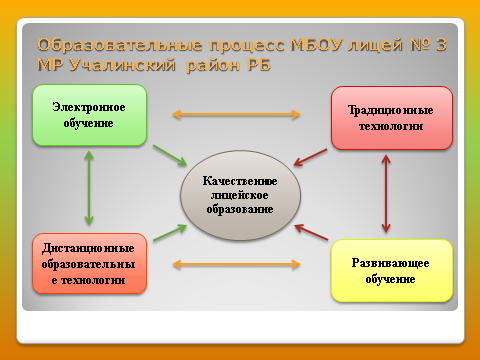 Образовательные процесс МБОУ лицей № 3
МР Учалинский район РБ
Электронное
обучение
Традиционные
технологии
Качественное
лицейское
образование
Дистанционные
образовательны
е технологии
Развивающее
обучение